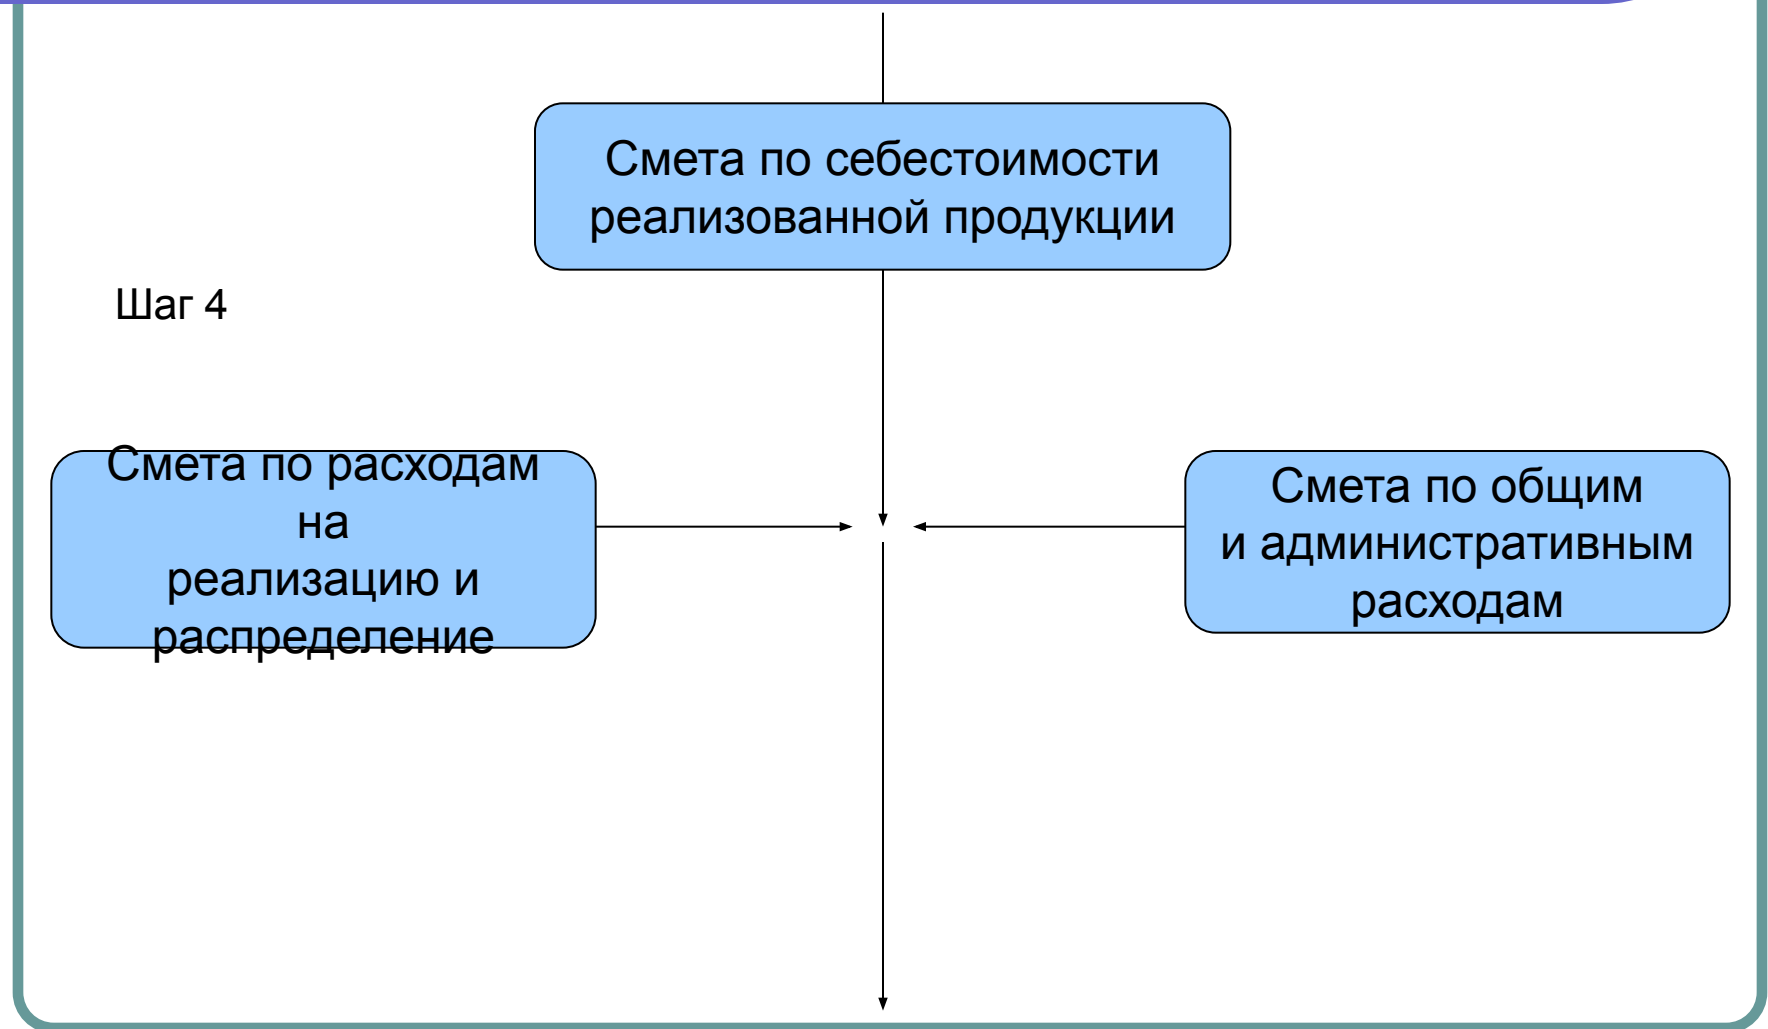 Смета по себестоимости
реализованной продукции
Шаг 4
Смета по расходам
на
реализацию и
распределение
Смета по общим
и административным
расходам